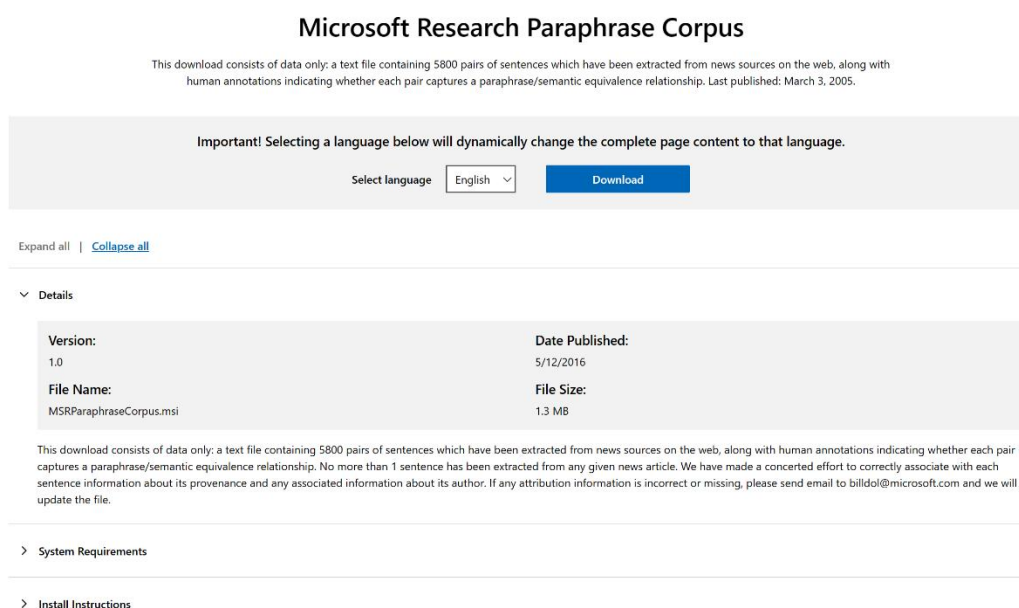 Microsoft Research Paraphrase Corpus
This download consists of data only: a text file containing 5800 pairs of sentences which have been extracted from news sources on the web, along with
human annotations indicating whether each pair captures a paraphrase/semantic equivalence relationship. Last published: March 3, 2005.
Important! Selecting a language below will dynamically change the complete page content to that language.
Select language English Download
Expand all | Collapse all
Details
Version: Date Published:
1.0 5/12/2016
File Name: File Size:
MSRParaphraseCorpus.msi 1.3 MB
This download consists of data only: a text file containing 5800 pairs of sentences which have been extracted from news sources on the web, along with human annotations indicating whether each pair
captures a paraphrase/semantic equivalence relationship. No more than 1 sentence has been extracted from any given news article. We have made a concerted effort to correctly associate with each
sentence information about its provenance and any associated information about its author. If any attribution information is incorrect or missing, please send email to billdol@microsoft.com and we will
update the file.
System Requirements
Install Instructions